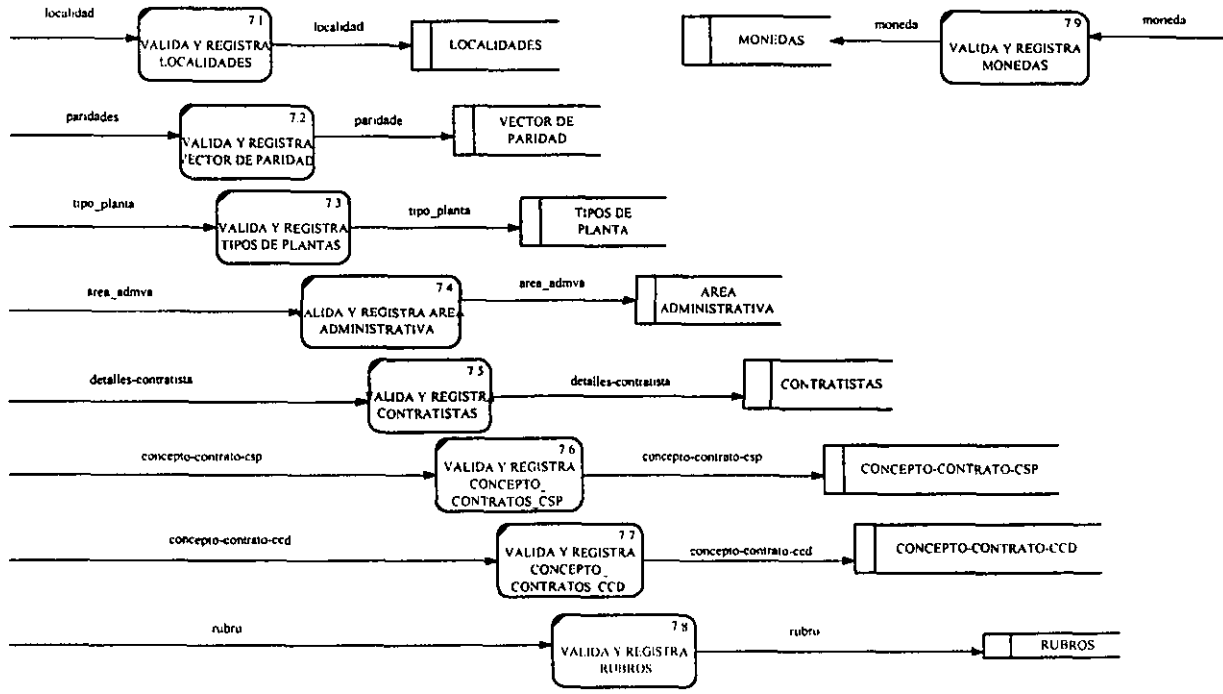 localidad
7.1
VALIDA Y REGISTRA
LOCALIDADES
localidad
LOCALIDADES
MONEDAS
moneda
7.9
VALIDA Y REGISTRA
MONEDAS
moneda
paridades
7.2
VALIDA Y REGISTRA
VECTOR DE PARIDAD
paridade
VECTOR DE
PARIDAD
tipo_planta
7.3
VALIDA Y REGISTRA
TIPOS DE PLANTAS
tipo_planta
TIPOS DE
PLANTA
area_admva
7.4
ALIDA Y REGISTRA AREA
ADMINISTRATIVA
area_admva
AREA
ADMINISTRATIVA
detalles-contratista
7.5
ALIDA Y REGISTRA
CONTRATISTAS
detalles-contratista
CONTRATISTAS
concepto-contrato-csp
7.6
VALIDA Y REGISTRA
CONCEPTO_
CONTRATOS_CSP
concepto-contrato-csp
CONCEPTO-CONTRATO-CSP
concepto-contrato-ccd
7.7
VALIDA Y REGISTRA
CONCEPTO_
CONTRATOS_CCD
concepto-contrato-ccd
CONCEPTO-CONTRATO-CCD
rubro
7.8
VALIDA Y REGISTRA
RUBROS
rubro
RUBROS